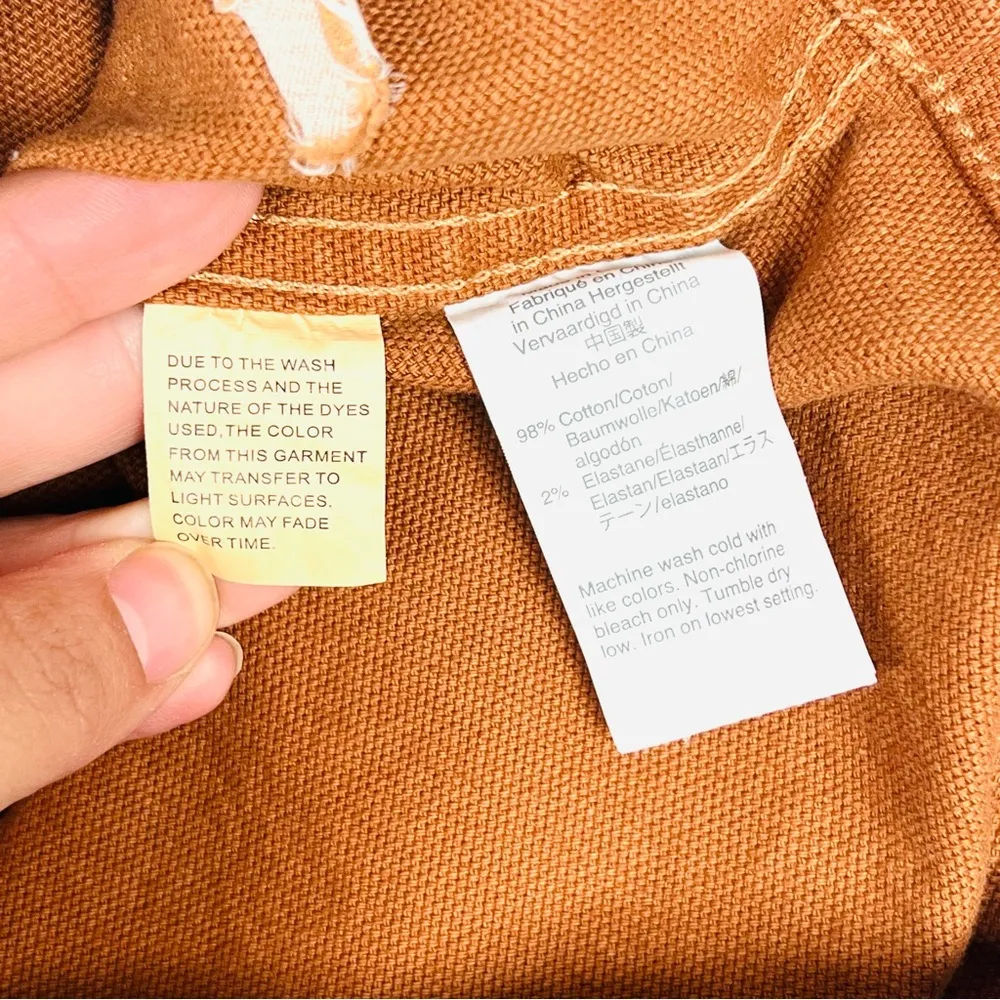 DUE TO THE WASH
PROCESS AND THE
NATURE OF THE DYES
USED,THE COLOR
FROM THIS GARMENT
MAY TRANSFER TO
LIGHT SURFACES.
COLOR MAY FADE
OVER TIME.
Fabriqué en Chine
in China Hergestellt
Vervaardigd in China
中国製
Hecho en China
98% Cotton/Coton/
Baumwolle/Katoen/綿/
algodón
2% Elastane/Élasthanne/
Elastan/Elastaan/エラス
テーン/elastano
Machine wash cold with
like colors. Non-chlorine
bleach only. Tumble dry
low. Iron on lowest setting.